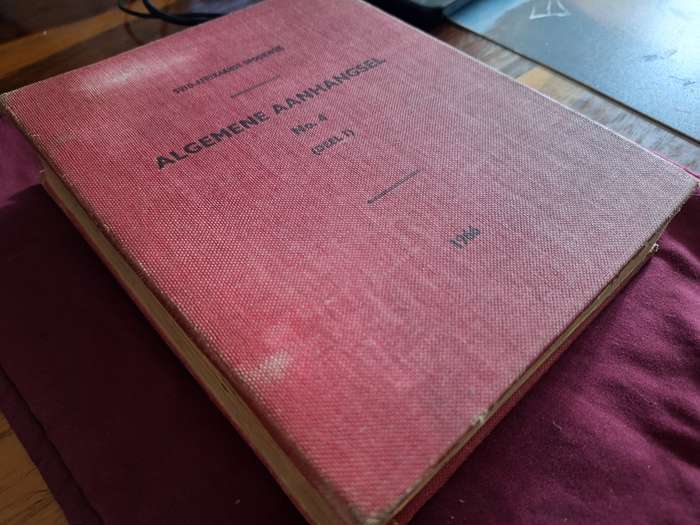 SUID-AFRIKAANSE SPOORWEË
ALGEMENE AANHANGSEL
No. 4
(DEEL I)
1966